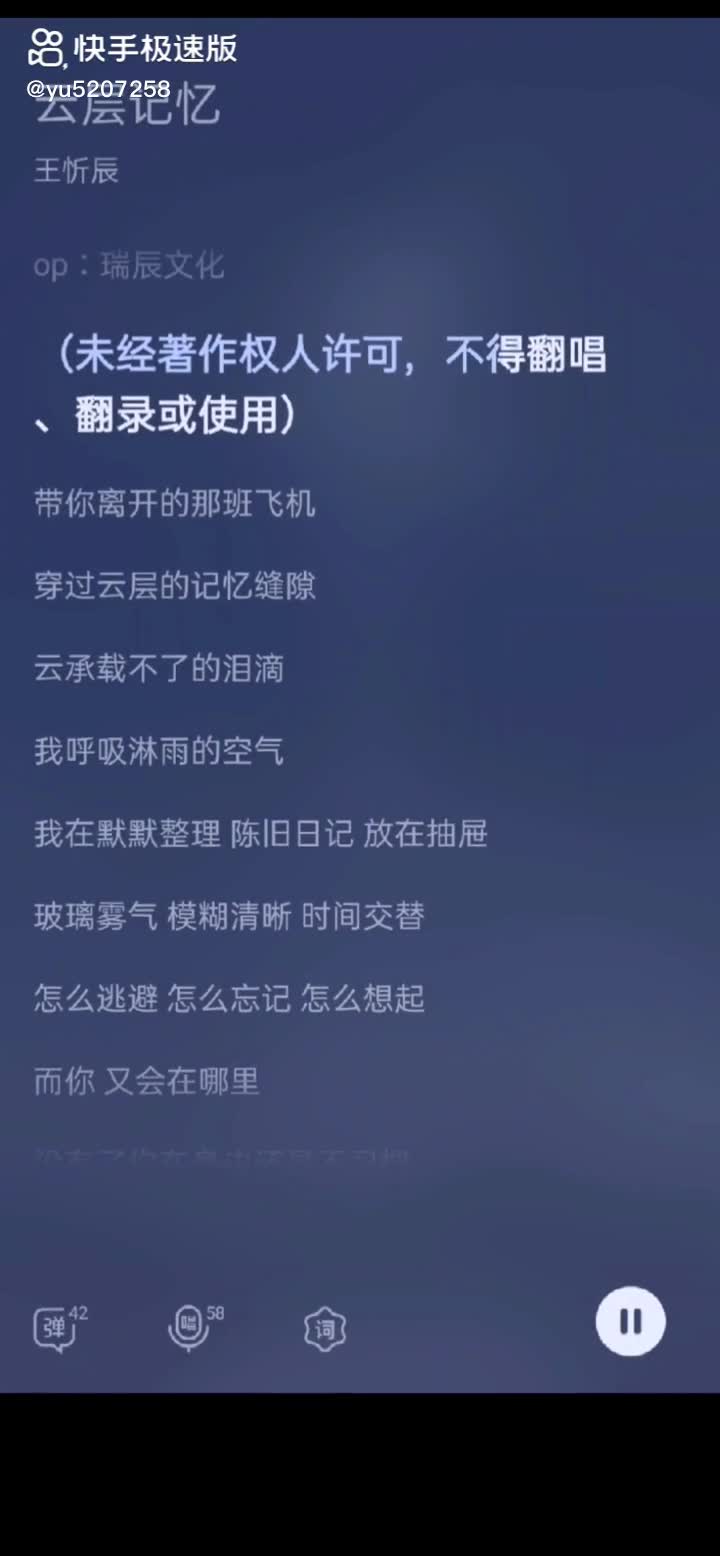 快手极速版
@yu5207258
云层记忆
王忻辰
op：瑞辰文化
（未经著作权人许可，不得翻唱
、翻录或使用）
带你离开的那班飞机
穿过云层的记忆缝隙
云承载不了的泪滴
我呼吸淋雨的空气
我在默默整理 陈旧日记 放在抽屉
玻璃雾气 模糊清晰 时间交替
怎么逃避 怎么忘记 怎么想起
而你 又会在哪里
弹 42
唱 58
词